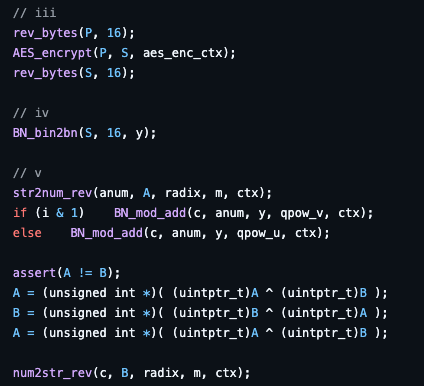 // iii
rev_bytes(P, 16);
AES_encrypt(P, S, aes_enc_ctx);
rev_bytes(S, 16);
// iv
BN_bin2bn(S, 16, y);
// v
str2num_rev(anum, A, radix, m, ctx);
if (i & 1)    BN_mod_add(c, anum, y, qpow_v, ctx);
else    BN_mod_add(c, anum, y, qpow_u, ctx);
assert(A != B);
A = (unsigned int *)( (uintptr_t)A ^ (uintptr_t)B );
B = (unsigned int *)( (uintptr_t)B ^ (uintptr_t)A );
A = (unsigned int *)( (uintptr_t)A ^ (uintptr_t)B );
num2str_rev(c, B, radix, m, ctx);